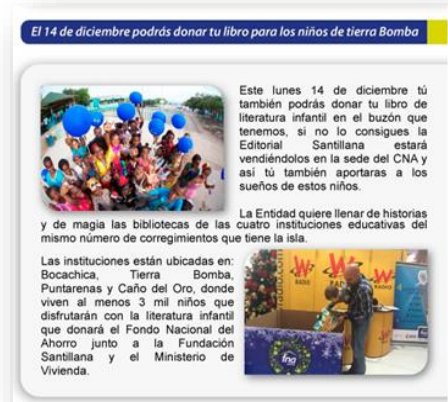 El 14 de diciembre podrás donar tu libro para los niños de tierra Bomba
Este lunes 14 de diciembre tú
también podrás donar tu libro de
literatura infantil en el buzón que
tenemos, si no lo consigues la
Editorial Santillana estará
vendiéndolos en la sede del CNA y
así tú también aportaras a los
sueños de estos niños.
La Entidad quiere llenar de historias
y de magia las bibliotecas de las cuatro instituciones educativas del
mismo número de corregimientos que tiene la isla.
Las instituciones están ubicadas en:
Bocachica, Tierra Bomba,
Puntarenas y Caño del Oro, donde
viven al menos 3 mil niños que
disfrutarán con la literatura infantil
que donará el Fondo Nacional del
Ahorro junto a la Fundación
Santillana y el Ministerio de
Vivienda.
W
RADIO
W
W
RADIO
fna